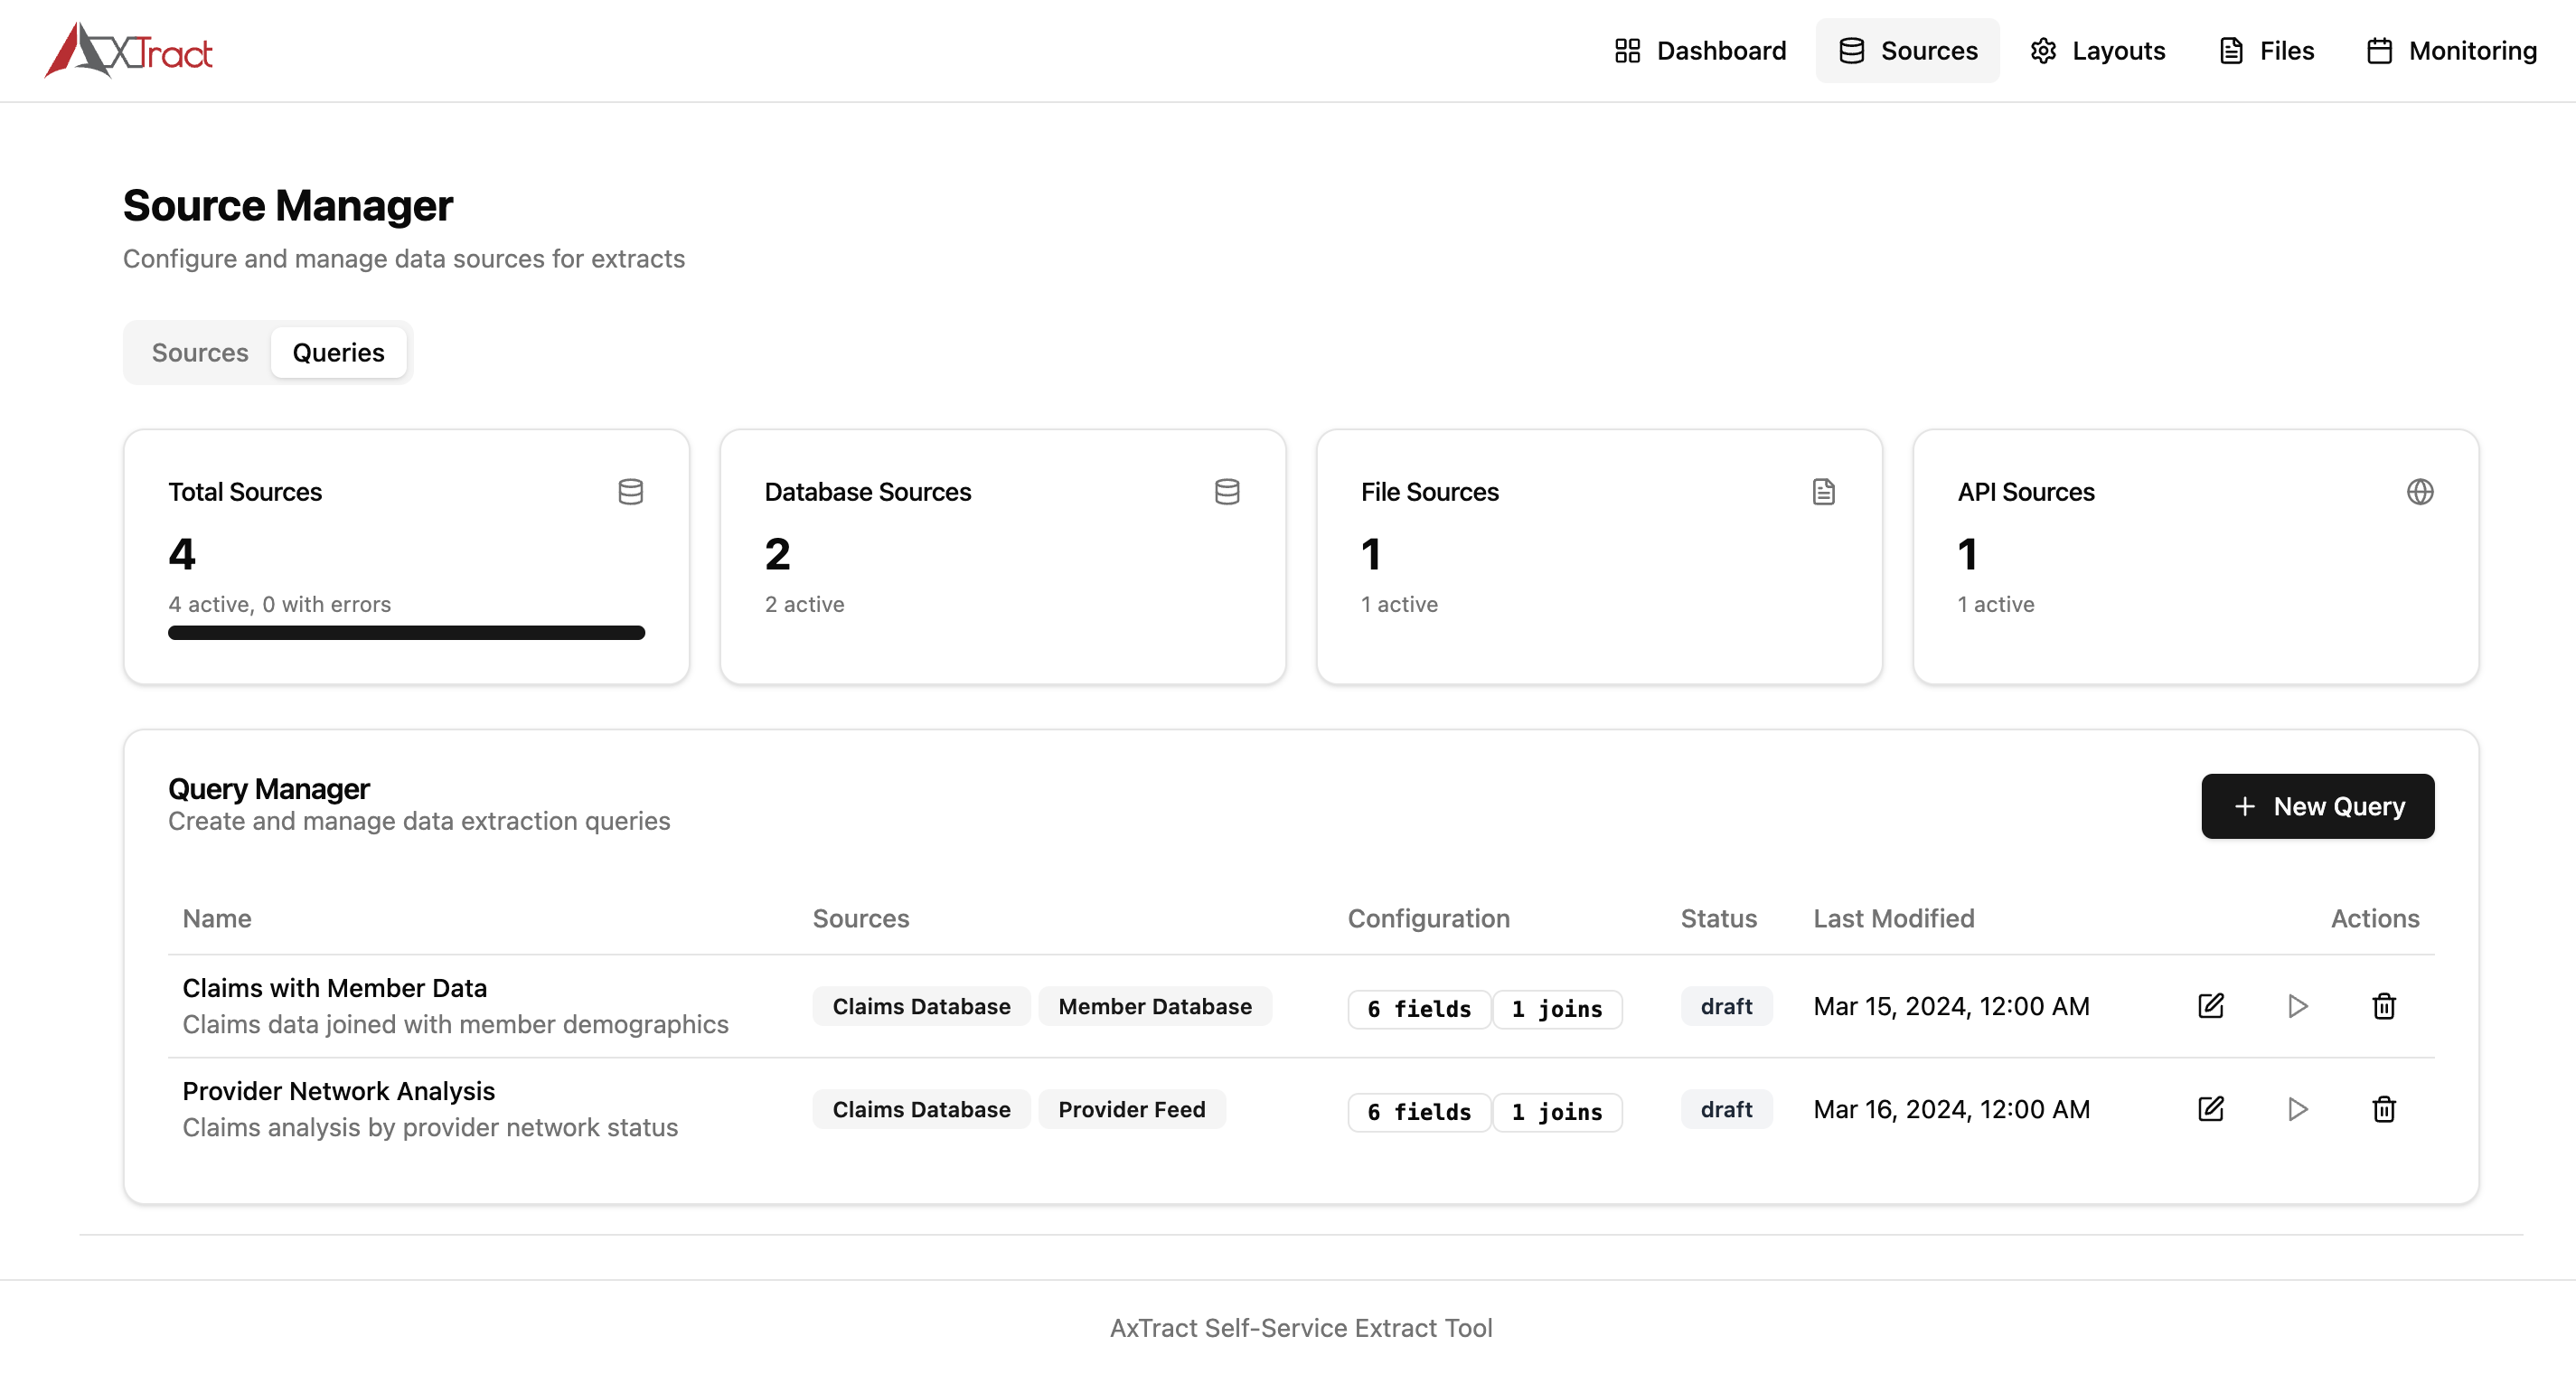 AXTract
Dashboard
Sources
Layouts
Files
Monitoring
Source Manager
Configure and manage data sources for extracts
Sources
Queries
Total Sources
4
4 active, 0 with errors
Database Sources
2
2 active
File Sources
1
1 active
API Sources
1
1 active
Query Manager
Create and manage data extraction queries
New Query
Name Sources Configuration Status Last Modified Actions
Claims with Member Data
Claims data joined with member demographics
Claims Database Member Database 6 fields 1 joins draft Mar 15, 2024, 12:00 AM
Provider Network Analysis
Claims analysis by provider network status
Claims Database Provider Feed 6 fields 1 joins draft Mar 16, 2024, 12:00 AM
AxTract Self-Service Extract Tool